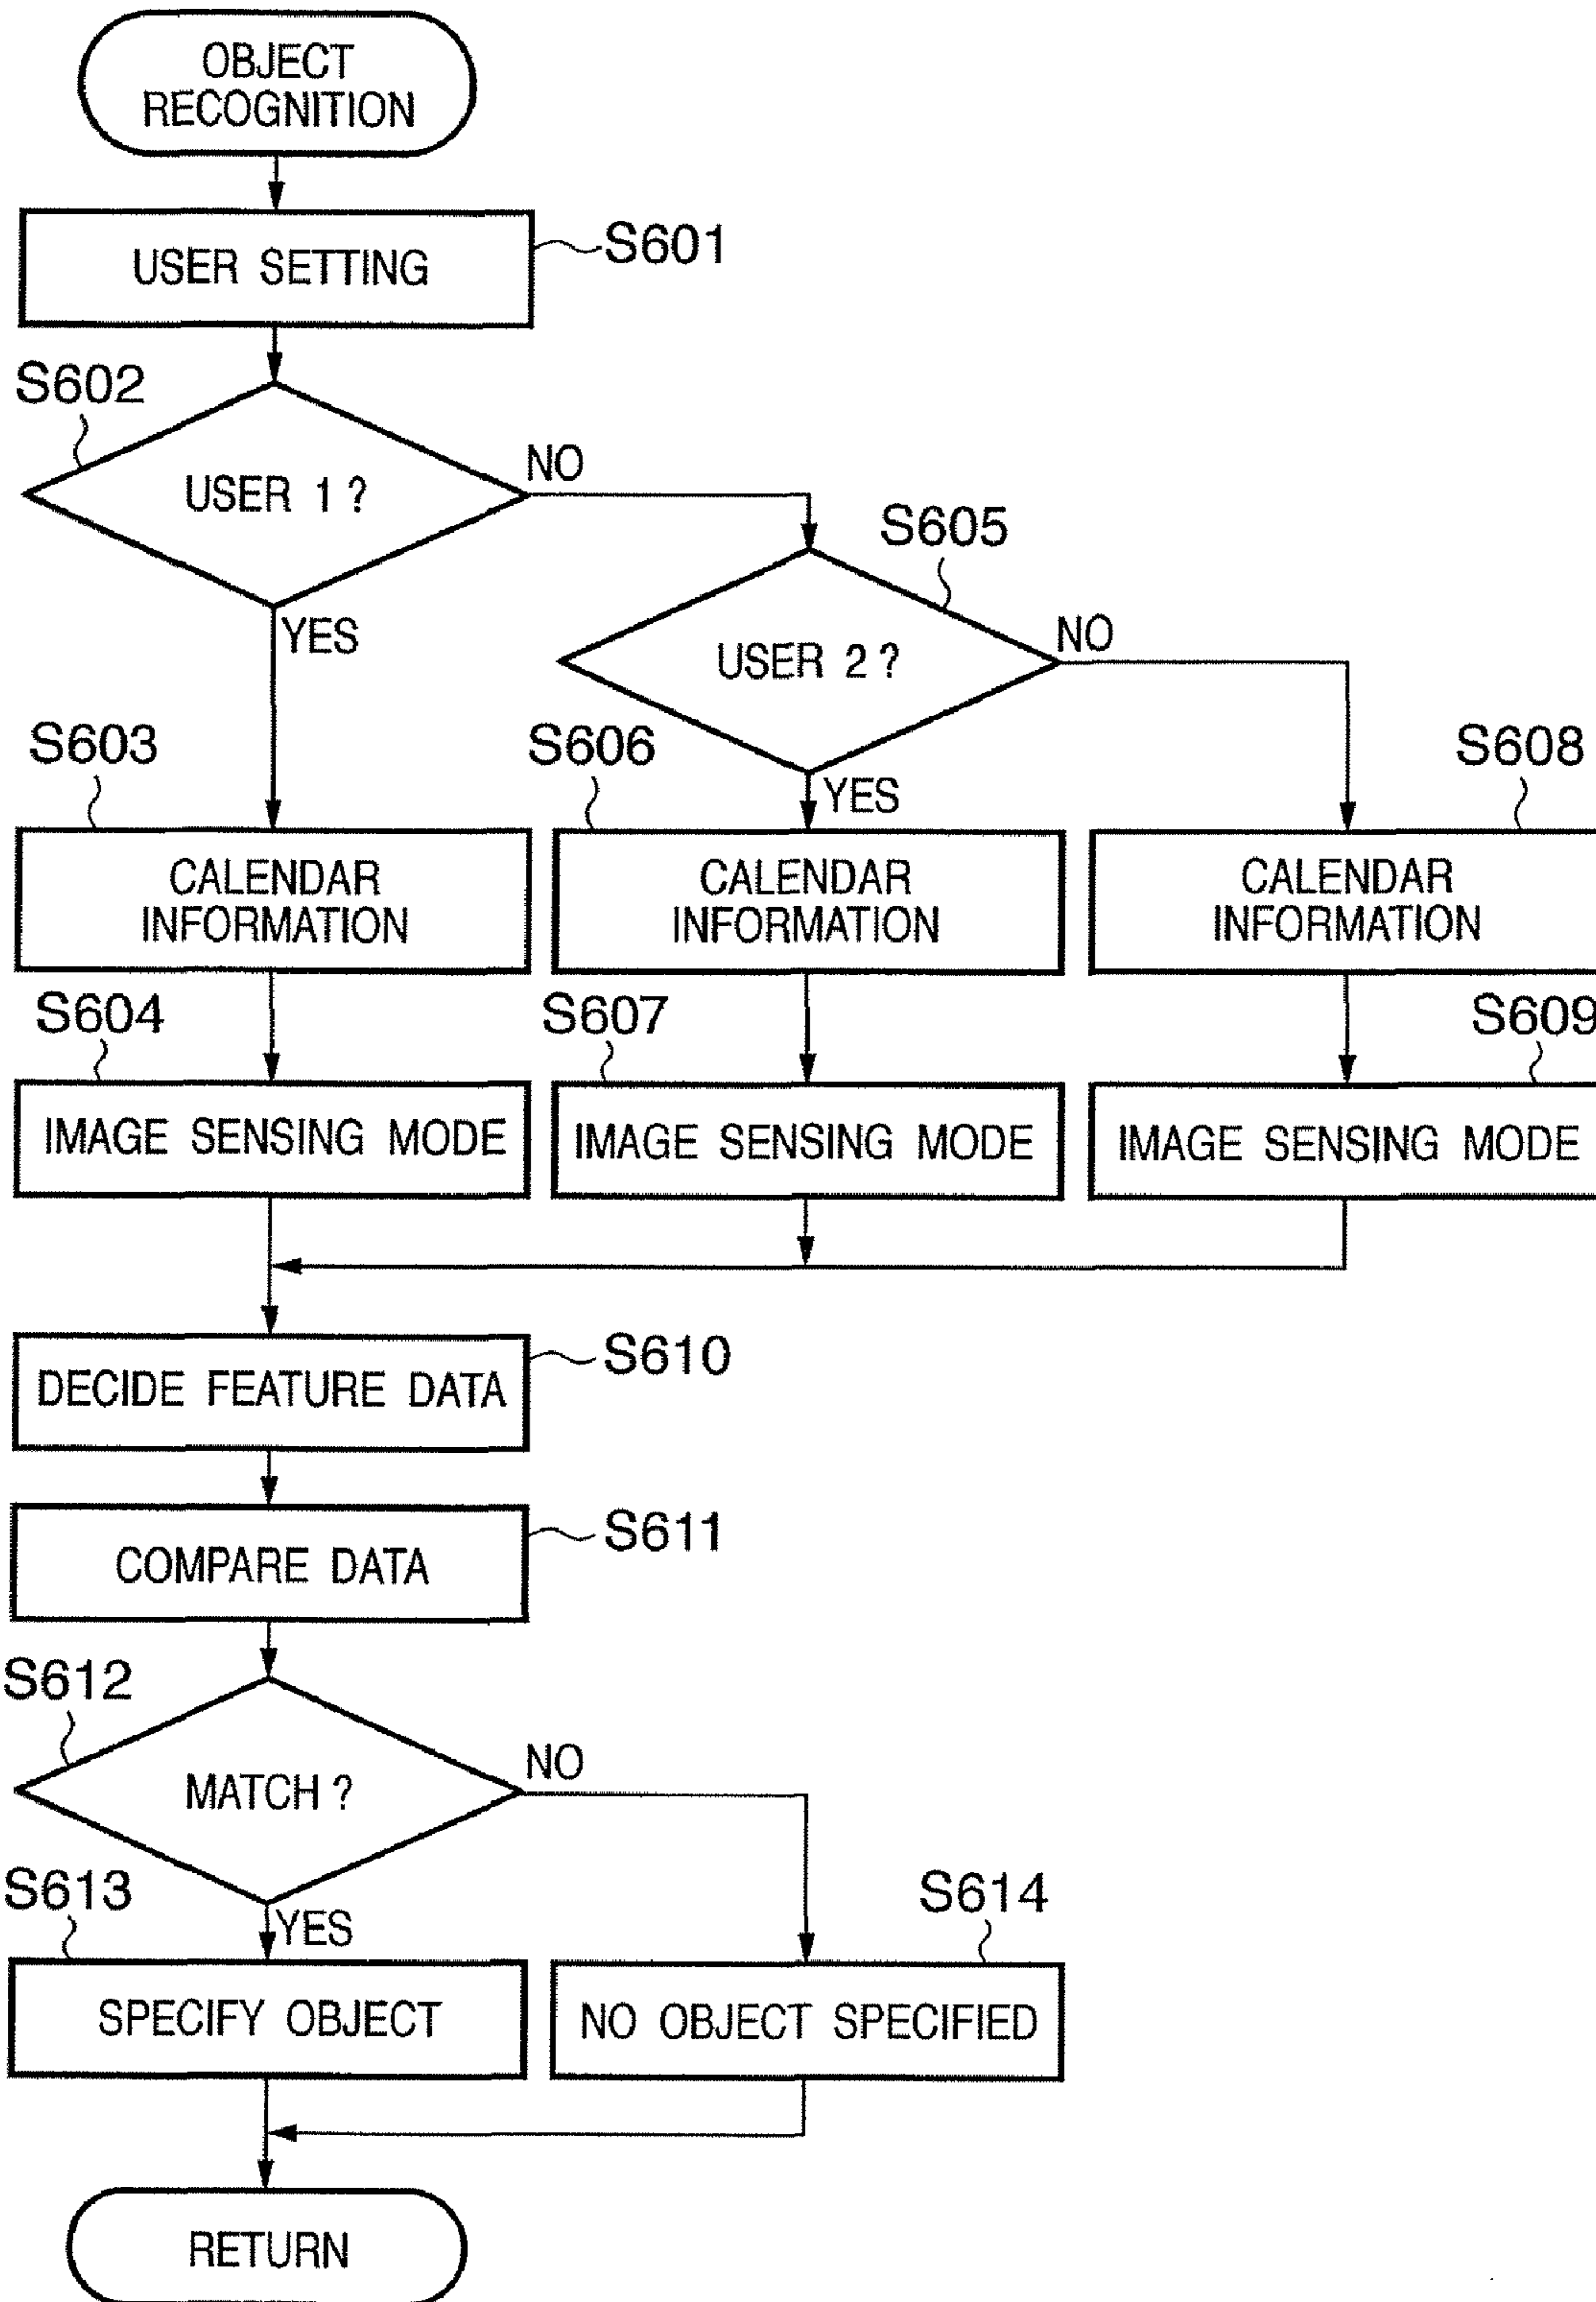 OBJECT
RECOGNITION
USER SETTING
S601
S602
USER 1 ?
NO
YES
S605
USER 2 ?
NO
YES
S603
CALENDAR
INFORMATION
S606
CALENDAR
INFORMATION
S608
CALENDAR
INFORMATION
S604
IMAGE SENSING MODE
S607
IMAGE SENSING MODE
S609
IMAGE SENSING MODE
DECIDE FEATURE DATA
S610
COMPARE DATA
S611
S612
MATCH ?
NO
YES
S613
SPECIFY OBJECT
S614
NO OBJECT SPECIFIED
RETURN